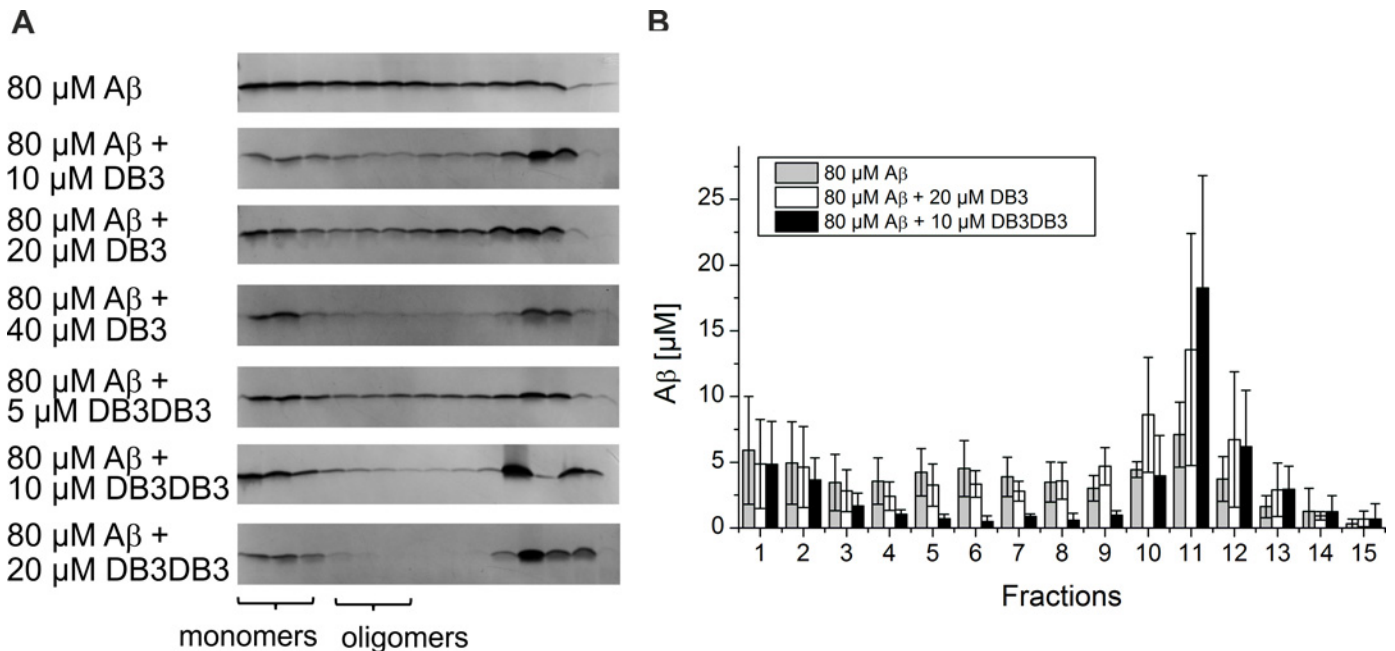 A
80 µM Aβ
80 µM Aβ +
10 µM DB3
80 µM Aβ +
20 µM DB3
80 µM Aβ +
40 µM DB3
80 µM Aβ +
5 µM DB3DB3
80 µM Aβ +
10 µM DB3DB3
80 µM Aβ +
20 µM DB3DB3
monomers oligomers
B
80 µM Aβ
80 µM Aβ + 20 µM DB3
80 µM Aβ + 10 µM DB3DB3
Aβ [µM]
25
20
15
10
5
0
1 2 3 4 5 6 7 8 9 10 11 12 13 14 15
Fractions